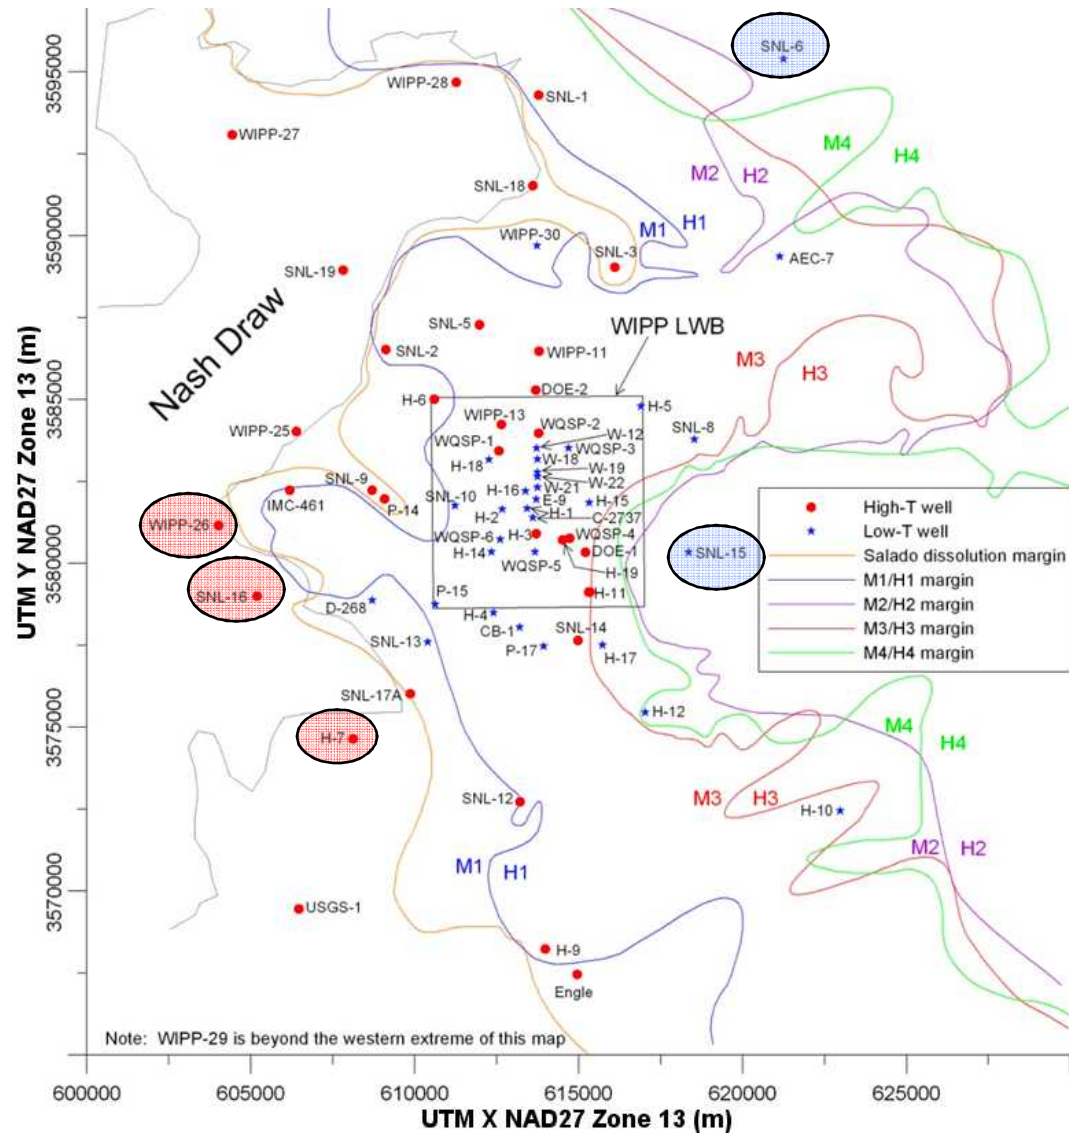 SNL-6
3595000
WIPP-28
SNL-1
WIPP-27
M4
H4
M2
H2
SNL-18
3590000
M1
H1
WIPP-30
SNL-3
AEC-7
SNL-19
Nash Draw
SNL-5
WIPP LWB
SNL-2
WIPP-11
M3
H3
DOE-2
3585000
H-6
H-5
WIPP-13
WQSP-2
W-12
SNL-8
WIPP-25
WQSP-1
WQSP-3
H-18
W-18
W-19
W-22
SNL-9
SNL-10
H-16
W-21
IMC-461
P-14
E-9
H-15
High-T well
H-2
H-1
C-2737
Low-T well
WIPP-26
WQSP-6
H-3
WQSP-4
SNL-15
Salado dissolution margin
H-14
DOE-1
M1/H1 margin
3580000
WQSP-5
H-19
M2/H2 margin
SNL-16
P-15
H-11
M3/H3 margin
D-268
H-4
M4/H4 margin
SNL-13
CB-1
SNL-14
P-17
H-17
SNL-17A
H-12
3575000
H-7
M4
H4
SNL-12
M3
H3
H-10
M1
H1
M2
H2
3570000
USGS-1
H-9
Engle
Note: WIPP-29 is beyond the western extreme of this map
600000
605000
610000
615000
620000
625000
UTM X NAD27 Zone 13 (m)
UTM Y NAD27 Zone 13 (m)